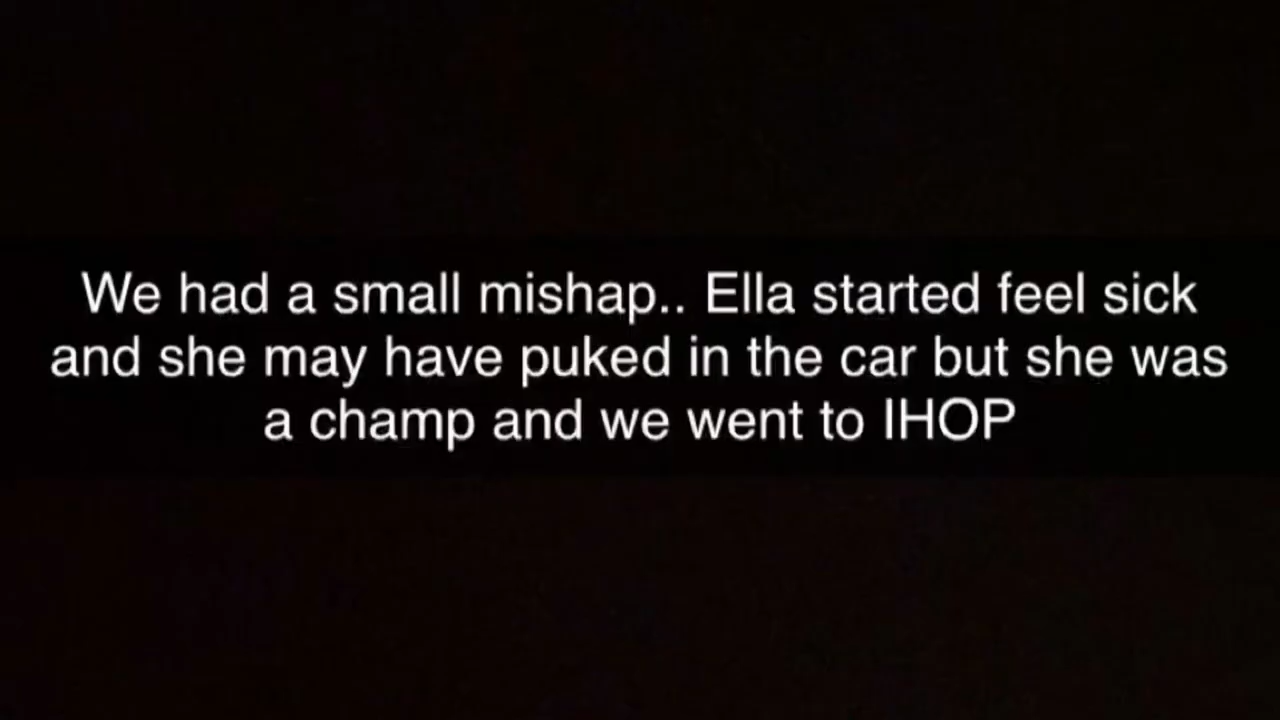 We had a small mishap.. Ella started feel sick
and she may have puked in the car but she was
a champ and we went to IHOP